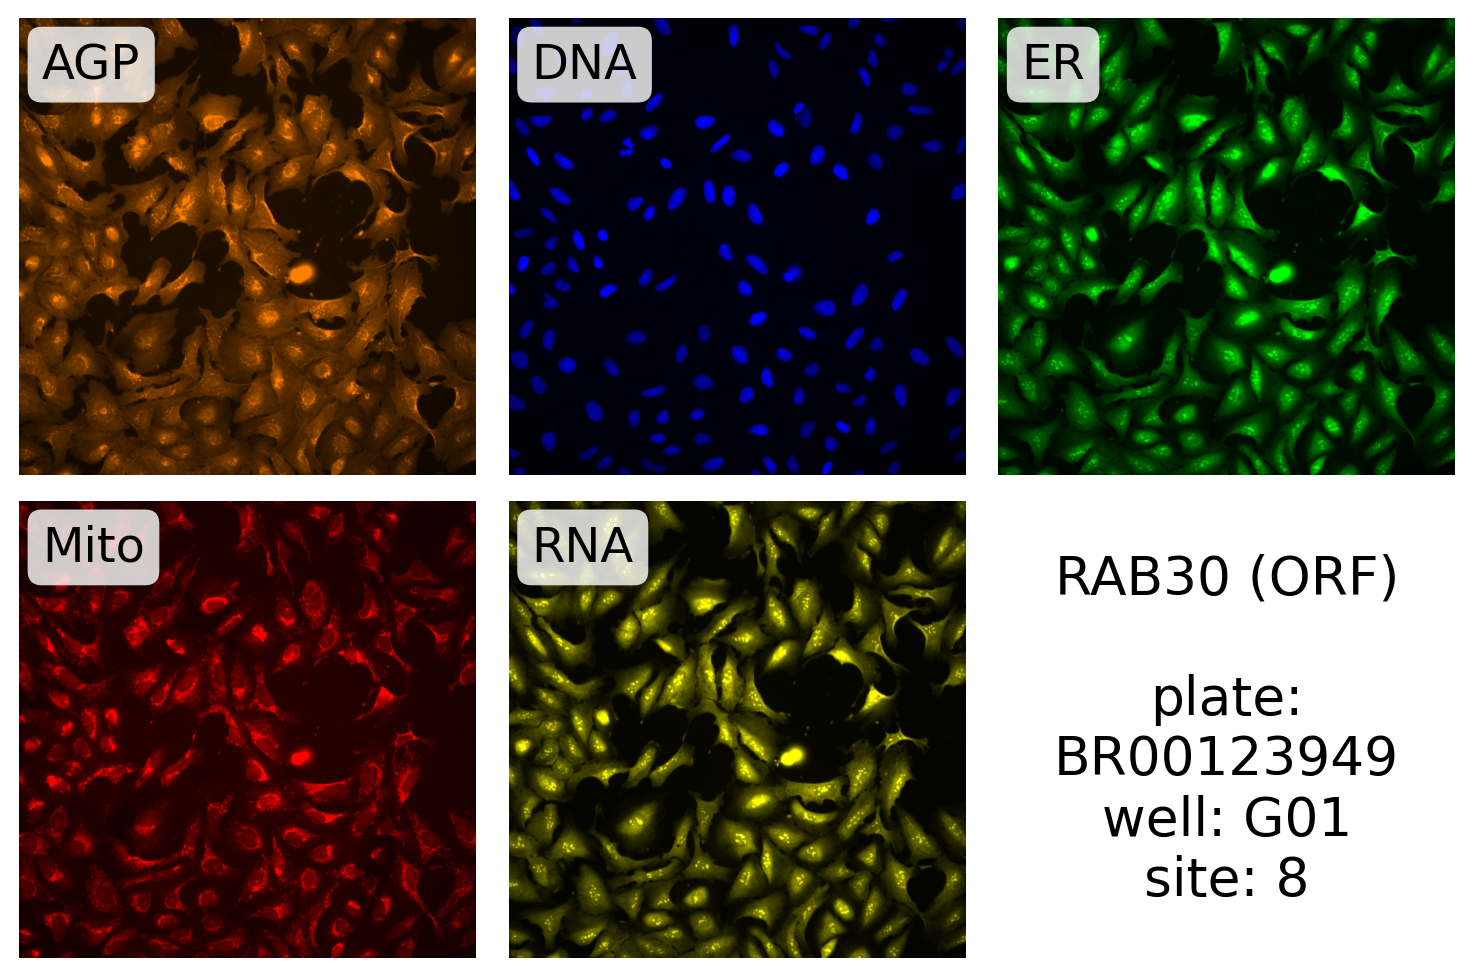 AGP
DNA
ER
Mito
RNA
RAB30 (ORF)
plate:
BR00123949
well: G01
site: 8